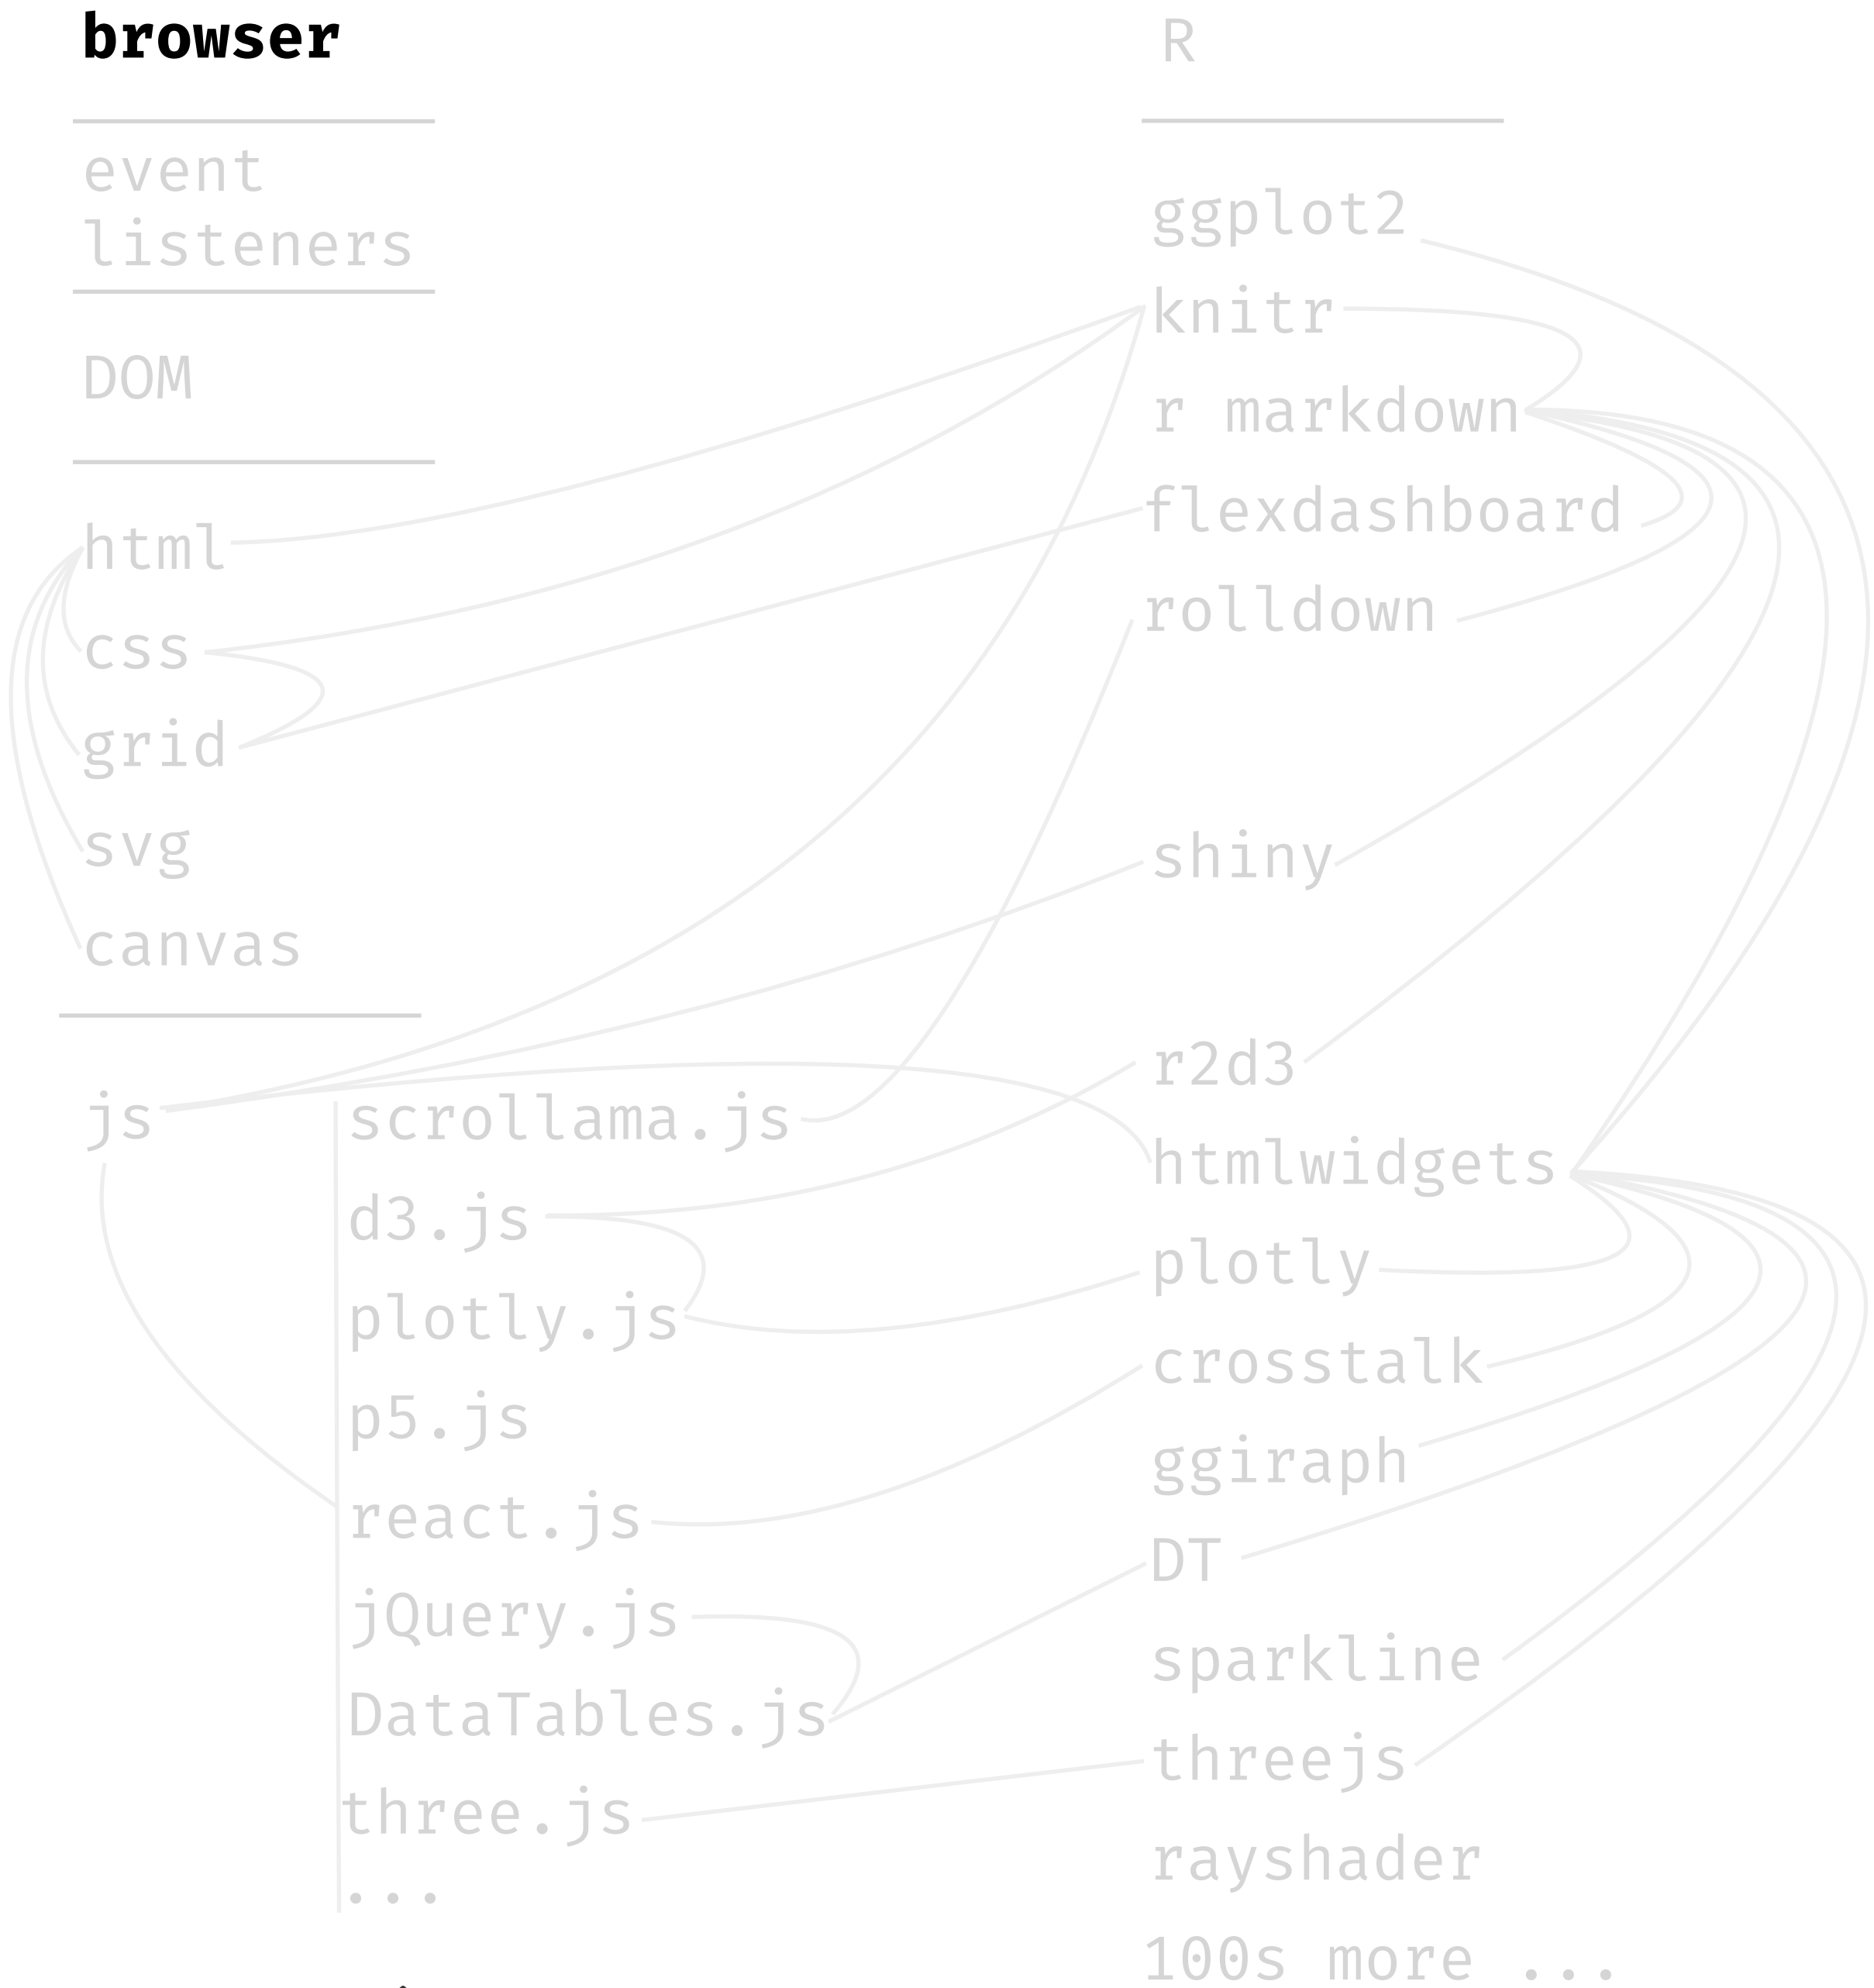 browser
event
listeners
DOM
html
css
grid
svg
canvas
js
scrollama.js
d3.js
plotly.js
p5.js
react.js
jQuery.js
DataTables.js
three.js
...
R
ggplot2
knitr
r markdown
flexdashboard
rolldown
shiny
r2d3
htmlwidgets
plotly
crosstalk
ggiraph
DT
sparkline
threejs
rayshader
100s more ...